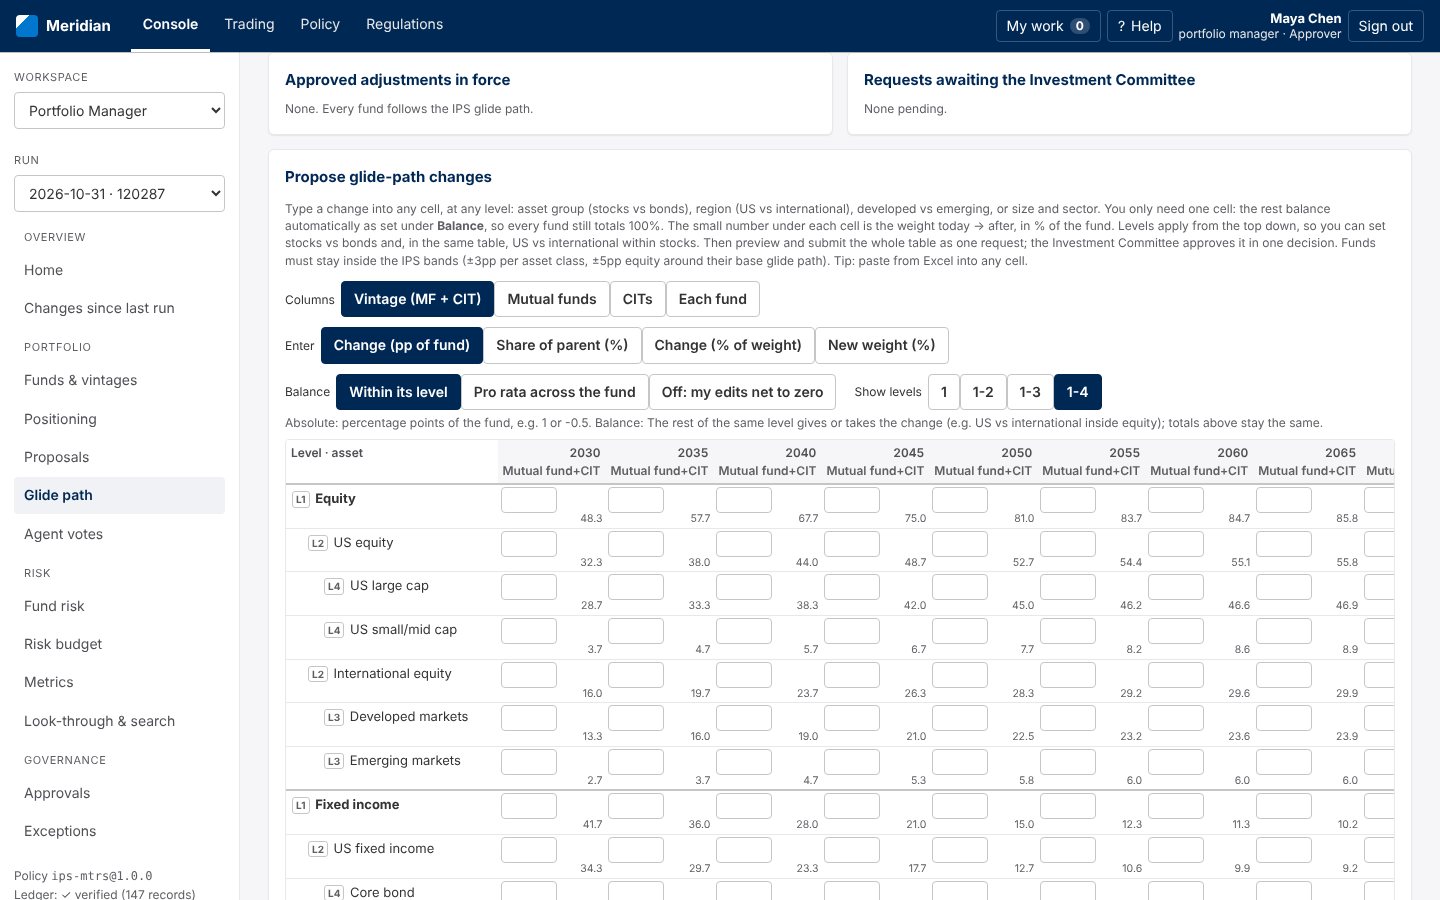 Meridian
Console
Trading
Policy
Regulations
My work 0
? Help
Maya Chen
portfolio manager · Approver
Sign out
WORKSPACE
Portfolio Manager
RUN
2026-10-31 · 120287
OVERVIEW
Home
Changes since last run
PORTFOLIO
Funds & vintages
Positioning
Proposals
Glide path
Agent votes
RISK
Fund risk
Risk budget
Metrics
Look-through & search
GOVERNANCE
Approvals
Exceptions
Policy ips-mtrs@1.0.0
Ledger: ✓ verified (147 records)
Approved adjustments in force
None. Every fund follows the IPS glide path.
Requests awaiting the Investment Committee
None pending.
Propose glide-path changes
Type a change into any cell, at any level: asset group (stocks vs bonds), region (US vs international), developed vs emerging, or size and sector. You only need one cell: the rest balance
automatically as set under Balance, so every fund still totals 100%. The small number under each cell is the weight today → after, in % of the fund. Levels apply from the top down, so you can set
stocks vs bonds and, in the same table, US vs international within stocks. Then preview and submit the whole table as one request; the Investment Committee approves it in one decision. Funds
must stay inside the IPS bands (±3pp per asset class, ±5pp equity around their base glide path). Tip: paste from Excel into any cell.
Columns Vintage (MF + CIT) Mutual funds CITs Each fund
Enter Change (pp of fund) Share of parent (%) Change (% of weight) New weight (%)
Balance Within its level Pro rata across the fund Off: my edits net to zero Show levels 1 1-2 1-3 1-4
Absolute: percentage points of the fund, e.g. 1 or -0.5. Balance: The rest of the same level gives or takes the change (e.g. US vs international inside equity); totals above stay the same.
Level · asset 2030 2035 2040 2045 2050 2055 2060 2065
Mutual fund+CIT Mutual fund+CIT Mutual fund+CIT Mutual fund+CIT Mutual fund+CIT Mutual fund+CIT Mutual fund+CIT Mutual fund+CIT Mutu
L1 Equity
48.3 57.7 67.7 75.0 81.0 83.7 84.7 85.8
L2 US equity
32.3 38.0 44.0 48.7 52.7 54.4 55.1 55.8
L4 US large cap
28.7 33.3 38.3 42.0 45.0 46.2 46.6 46.9
L4 US small/mid cap
3.7 4.7 5.7 6.7 7.7 8.2 8.6 8.9
L2 International equity
16.0 19.7 23.7 26.3 28.3 29.2 29.6 29.9
L3 Developed markets
13.3 16.0 19.0 21.0 22.5 23.2 23.6 23.9
L3 Emerging markets
2.7 3.7 4.7 5.3 5.8 6.0 6.0 6.0
L1 Fixed income
41.7 36.0 28.0 21.0 15.0 12.3 11.3 10.2
L2 US fixed income
34.3 29.7 23.3 17.7 12.7 10.6 9.9 9.2
L4 Core bond